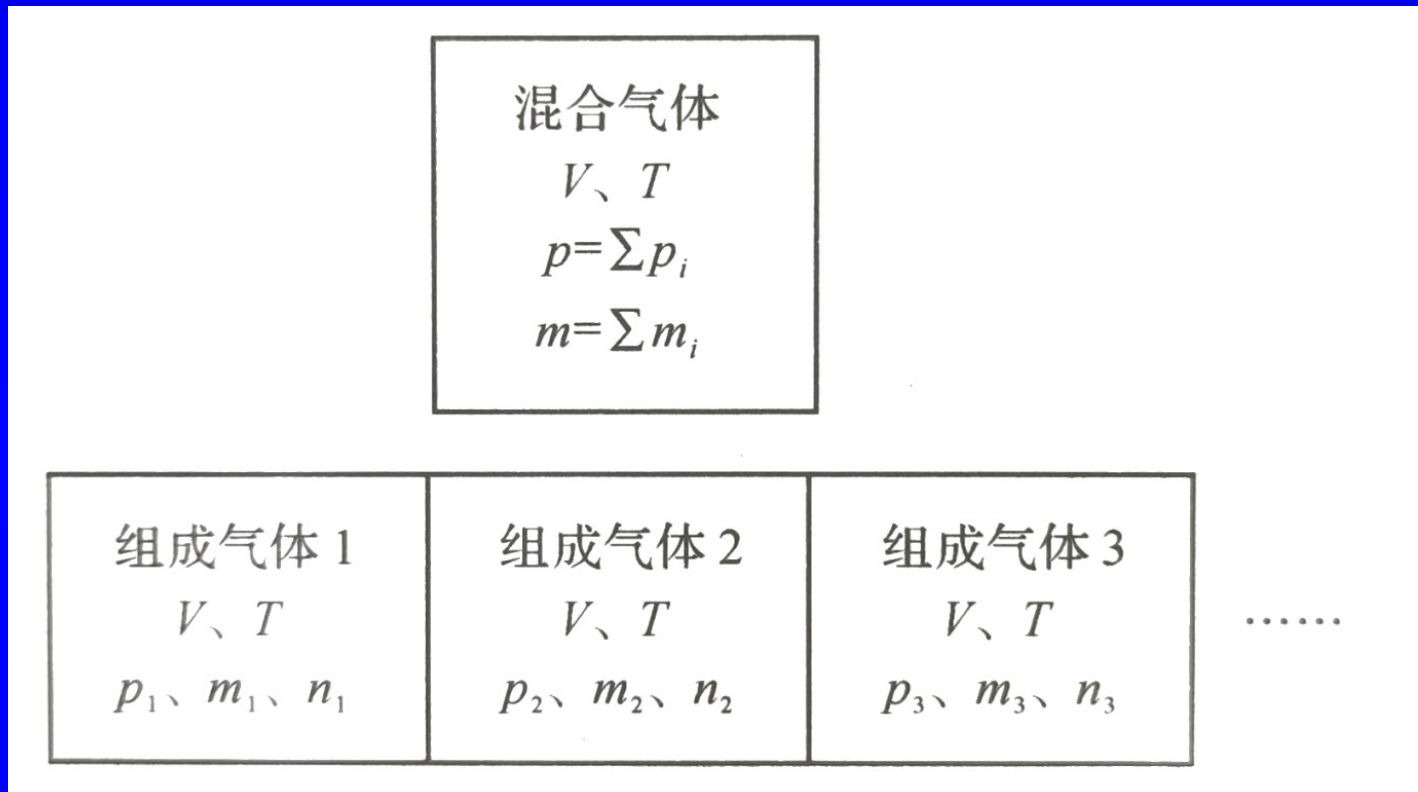 混合气体
V、T
p=∑pᵢ
m=∑mᵢ
组成气体 1
V、T
p₁、m₁、n₁
组成气体 2
V、T
p₂、m₂、n₂
组成气体 3
V、T
p₃、m₃、n₃
……